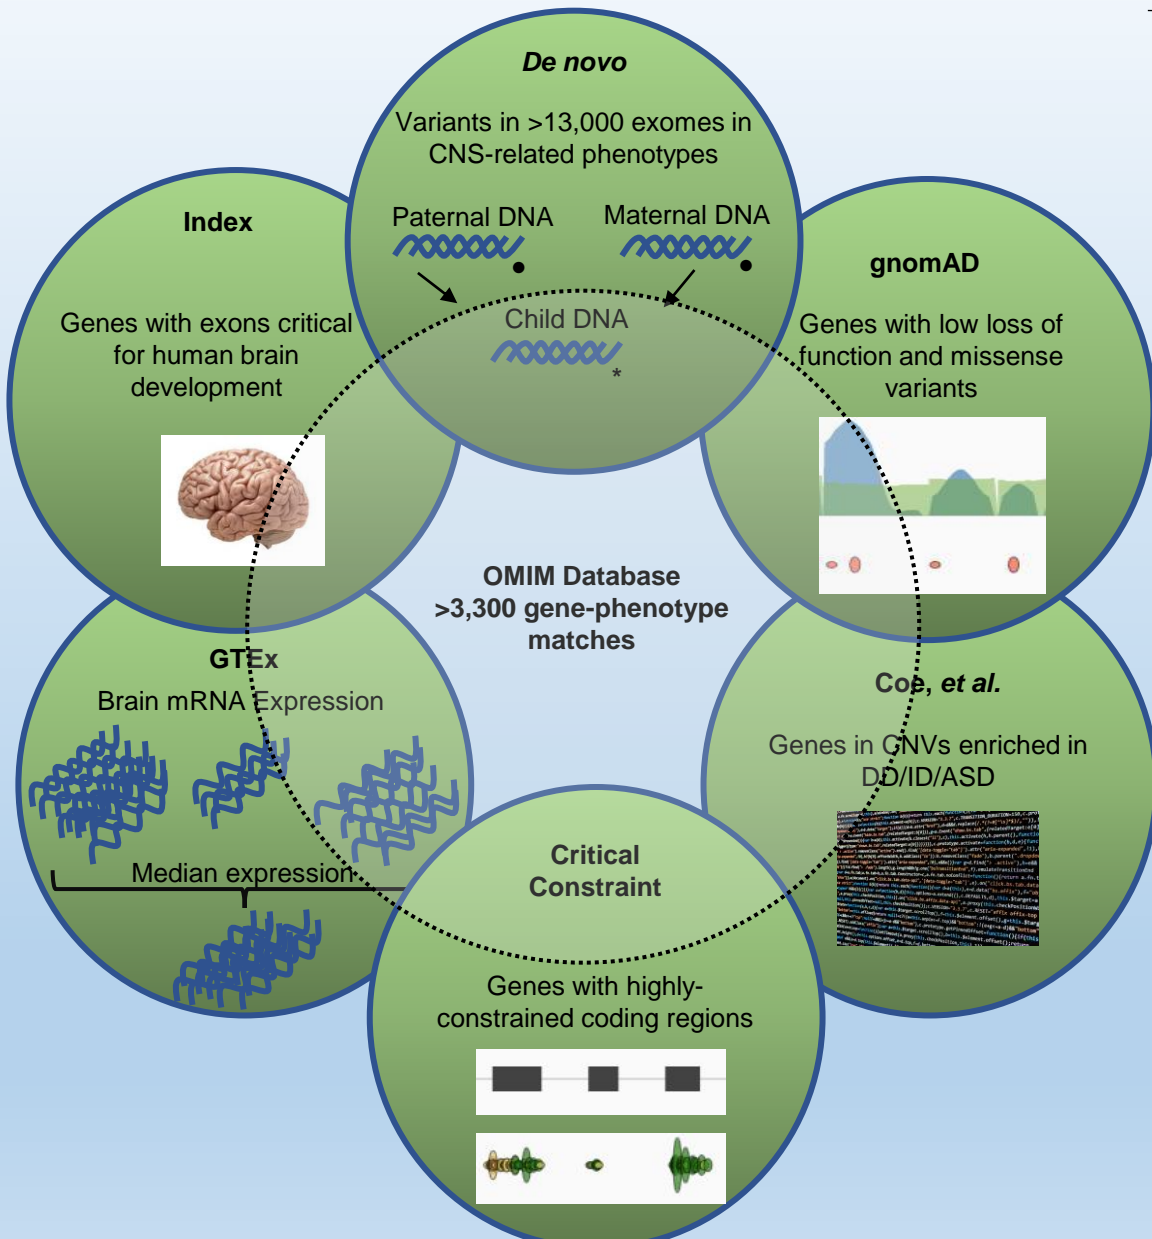 De novo
Variants in >13,000 exomes in
CNS-related phenotypes
Paternal DNA
Maternal DNA
Child DNA
*
Index
Genes with exons critical
for human brain
development
gnomAD
Genes with low loss of
function and missense
variants
OMIM Database
>3,300 gene-phenotype
matches
GTEx
Brain mRNA Expression
Median expression
Coe, et al.
Genes in CNVs enriched in
DD/ID/ASD
Critical
Constraint
Genes with highly-
constrained coding regions